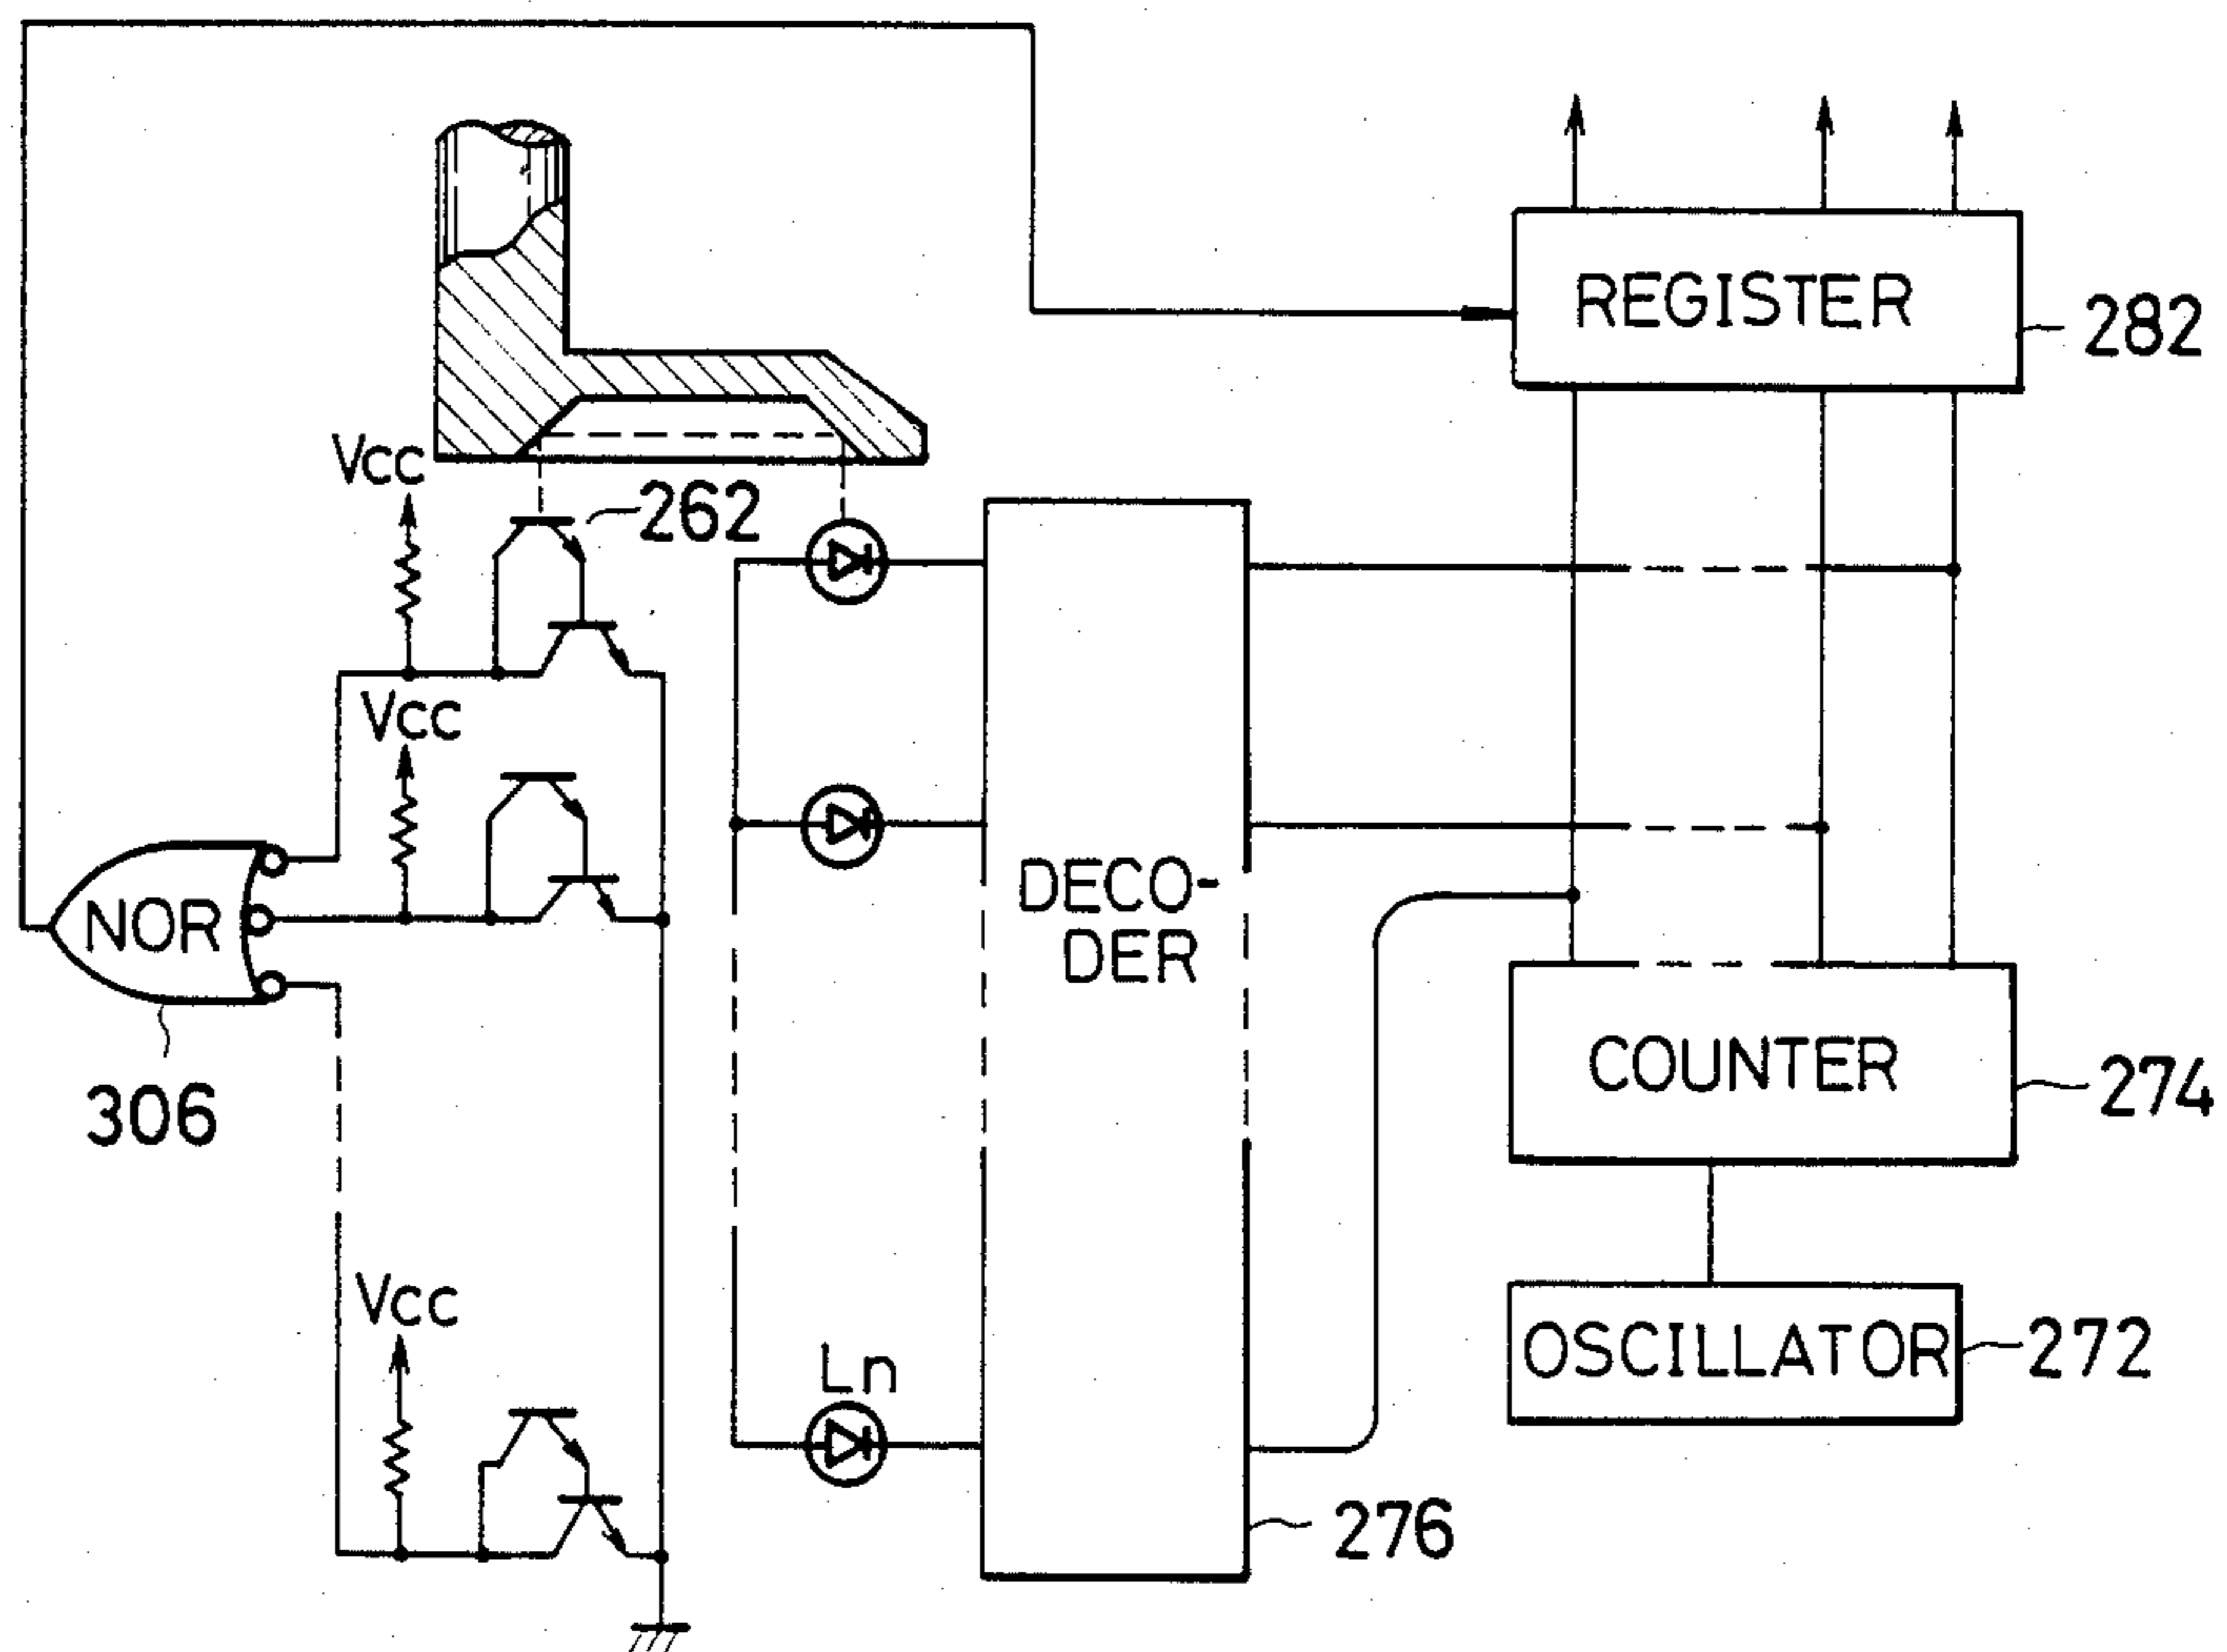 REGISTER
282
Vcc
262
Vcc
DECO-
DER
NOR
COUNTER
274
306
Vcc
Ln
OSCILLATOR
272
276